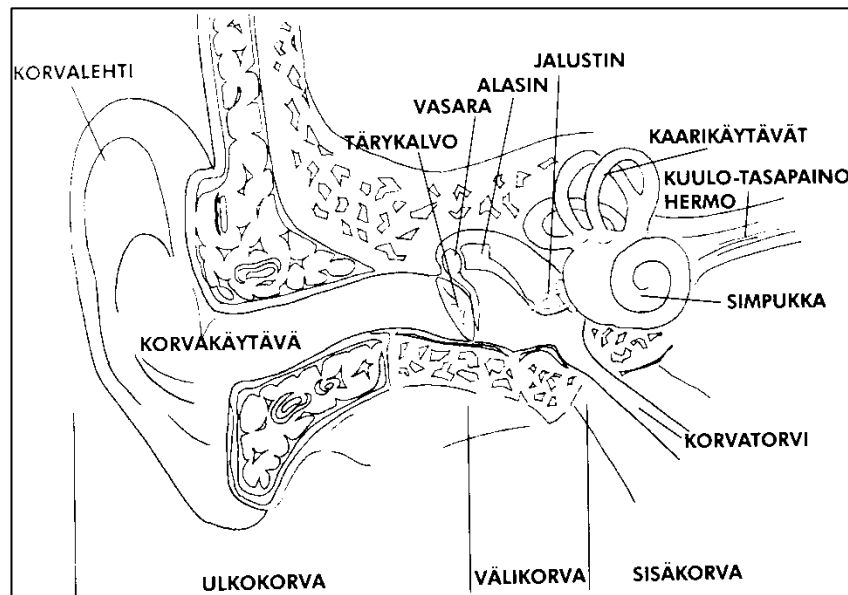 KORVALEHTI
JALUSTIN
ALASIN
VASARA
TÄRYKALVO
KAARIKÄYTÄVÄT
KUULO-TASAPAINO
HERMO
SIMPUKKA
KORVAKÄYTÄVÄ
KORVATORVI
ULKOKORVA
VÄLIKORVA
SISÄKORVA